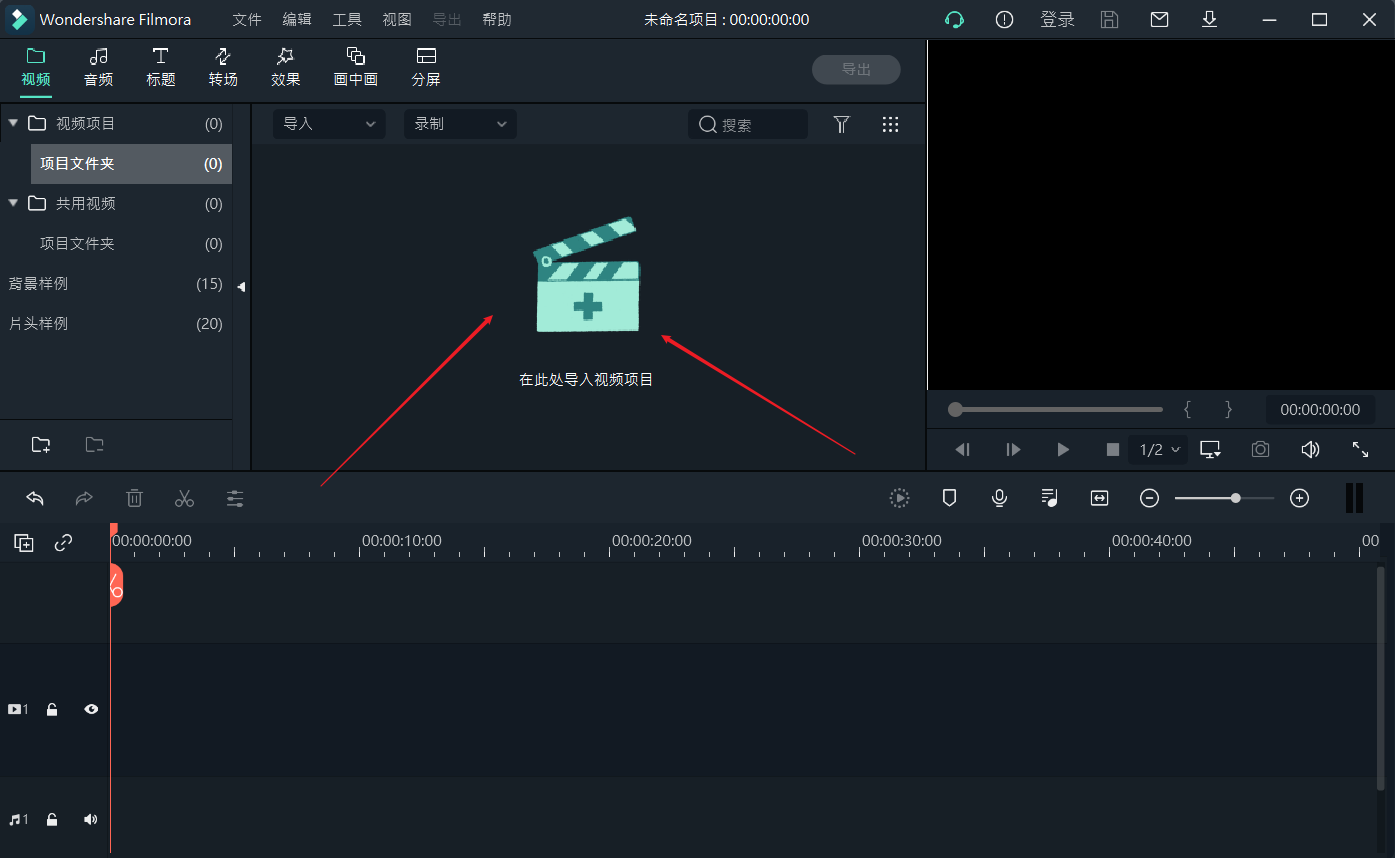 Wondershare Filmora 文件 编辑 工具 视图 导出 帮助 未命名项目 : 00:00:00:00 登录
视频 音频 标题 转场 效果 画中画 分屏 导出
视频项目 (0)
导入 录制 搜索
项目文件夹 (0)
共用视频 (0)
项目文件夹 (0)
背景样例 (15)
片头样例 (20)
在此处导入视频项目
{ } 00:00:00:00
1/2
00:00:00:00 00:00:10:00 00:00:20:00 00:00:30:00 00:00:40:00 00
1
1